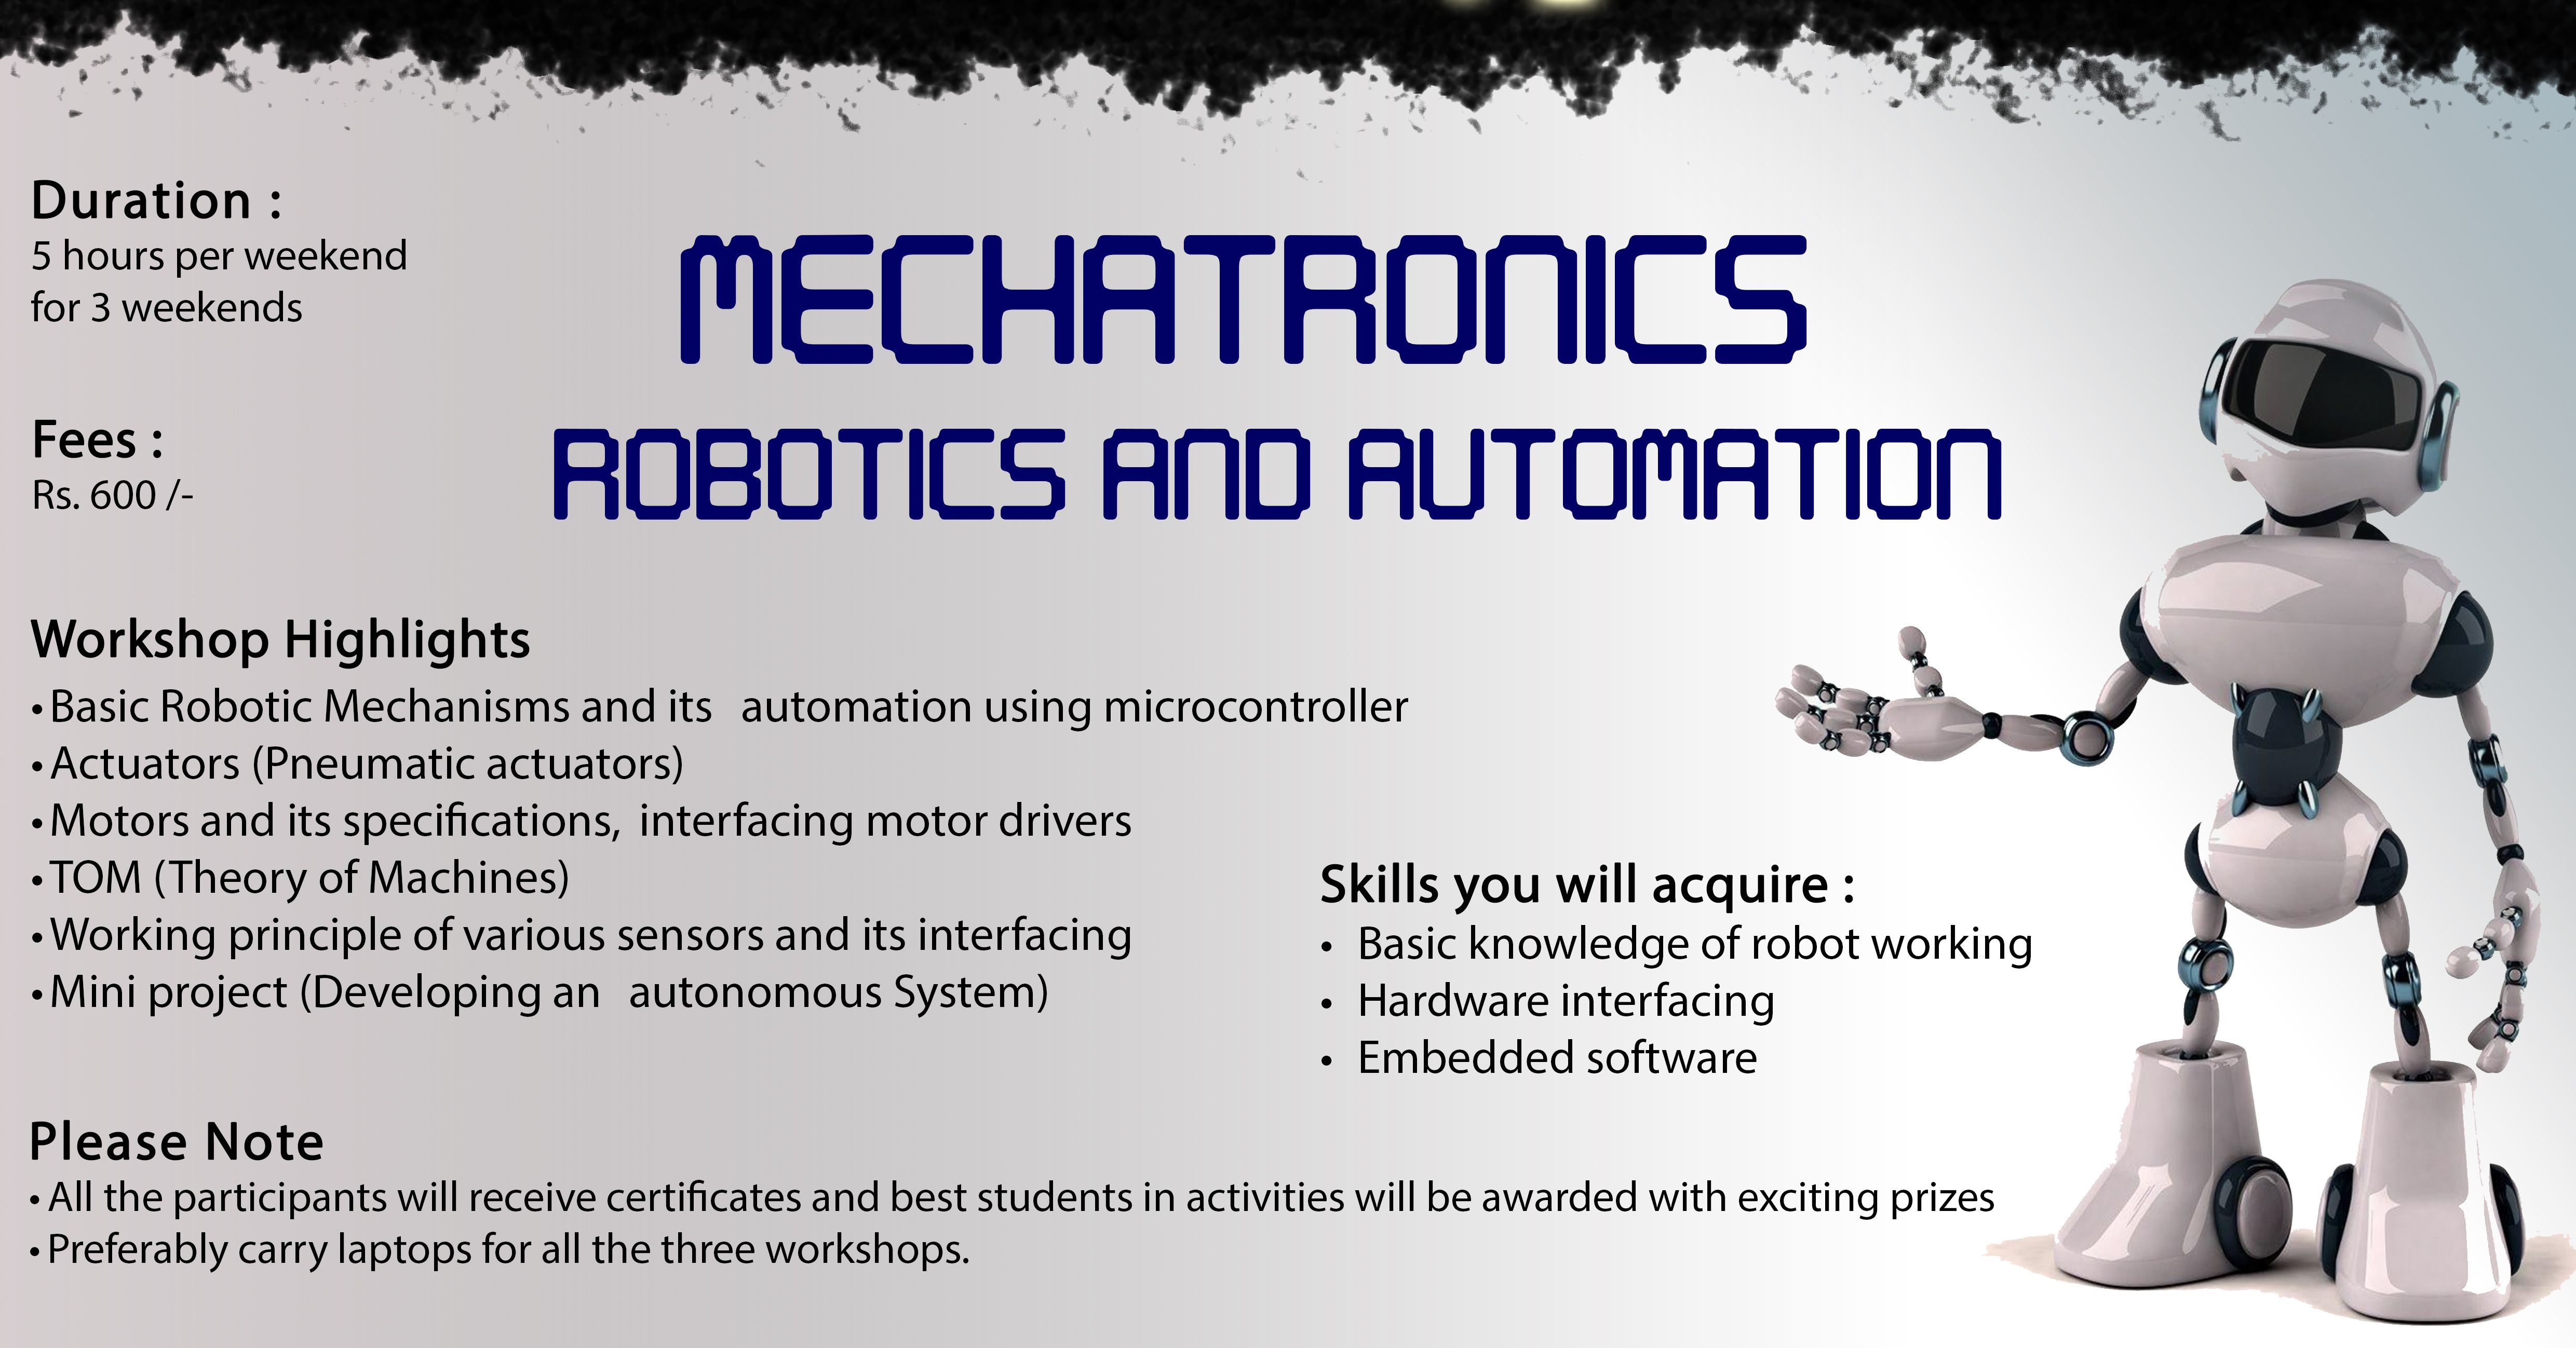 Duration :
5 hours per weekend
for 3 weekends
MECHATRONICS
ROBOTICS AND AUTOMATION
Fees :
Rs. 600 /-
Workshop Highlights
• Basic Robotic Mechanisms and its automation using microcontroller
• Actuators (Pneumatic actuators)
• Motors and its specifications, interfacing motor drivers
• TOM (Theory of Machines)
• Working principle of various sensors and its interfacing
• Mini project (Developing an autonomous System)
Skills you will acquire :
• Basic knowledge of robot working
• Hardware interfacing
• Embedded software
Please Note
• All the participants will receive certificates and best students in activities will be awarded with exciting prizes
• Preferably carry laptops for all the three workshops.